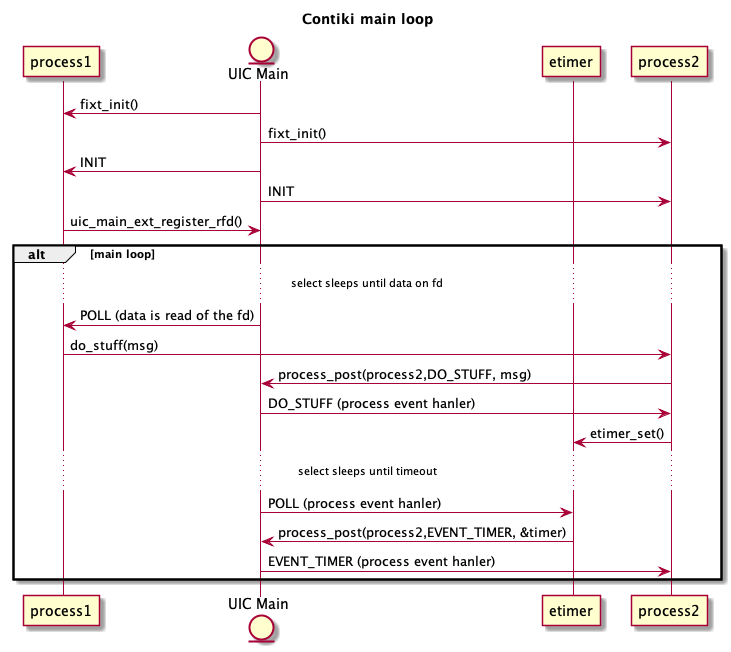 Contiki main loop
process1
UIC Main
etimer
process2
fixt_init()
fixt_init()
INIT
INIT
uic_main_ext_register_rfd()
alt
[main loop]
select sleeps until data on fd
POLL (data is read of the fd)
do_stuff(msg)
process_post(process2,DO_STUFF, msg)
DO_STUFF (process event hanler)
etimer_set()
select sleeps until timeout
POLL (process event hanler)
process_post(process2,EVENT_TIMER, &timer)
EVENT_TIMER (process event hanler)
process1
UIC Main
etimer
process2